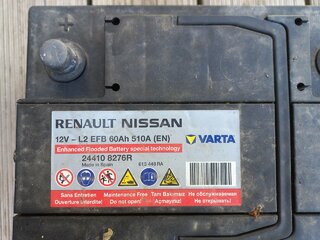 RENAULT NISSAN
12V – L2 EFB 60Ah 510A (EN)
VARTA
Enhanced Flooded Battery special technology
24410 8276R
Made in Spain
Sans Entretien Maintenance Free Tam Bakımsız Не обслуживаемая
Ouverture interdite! Do not open! Açmayınız! Не открывать!